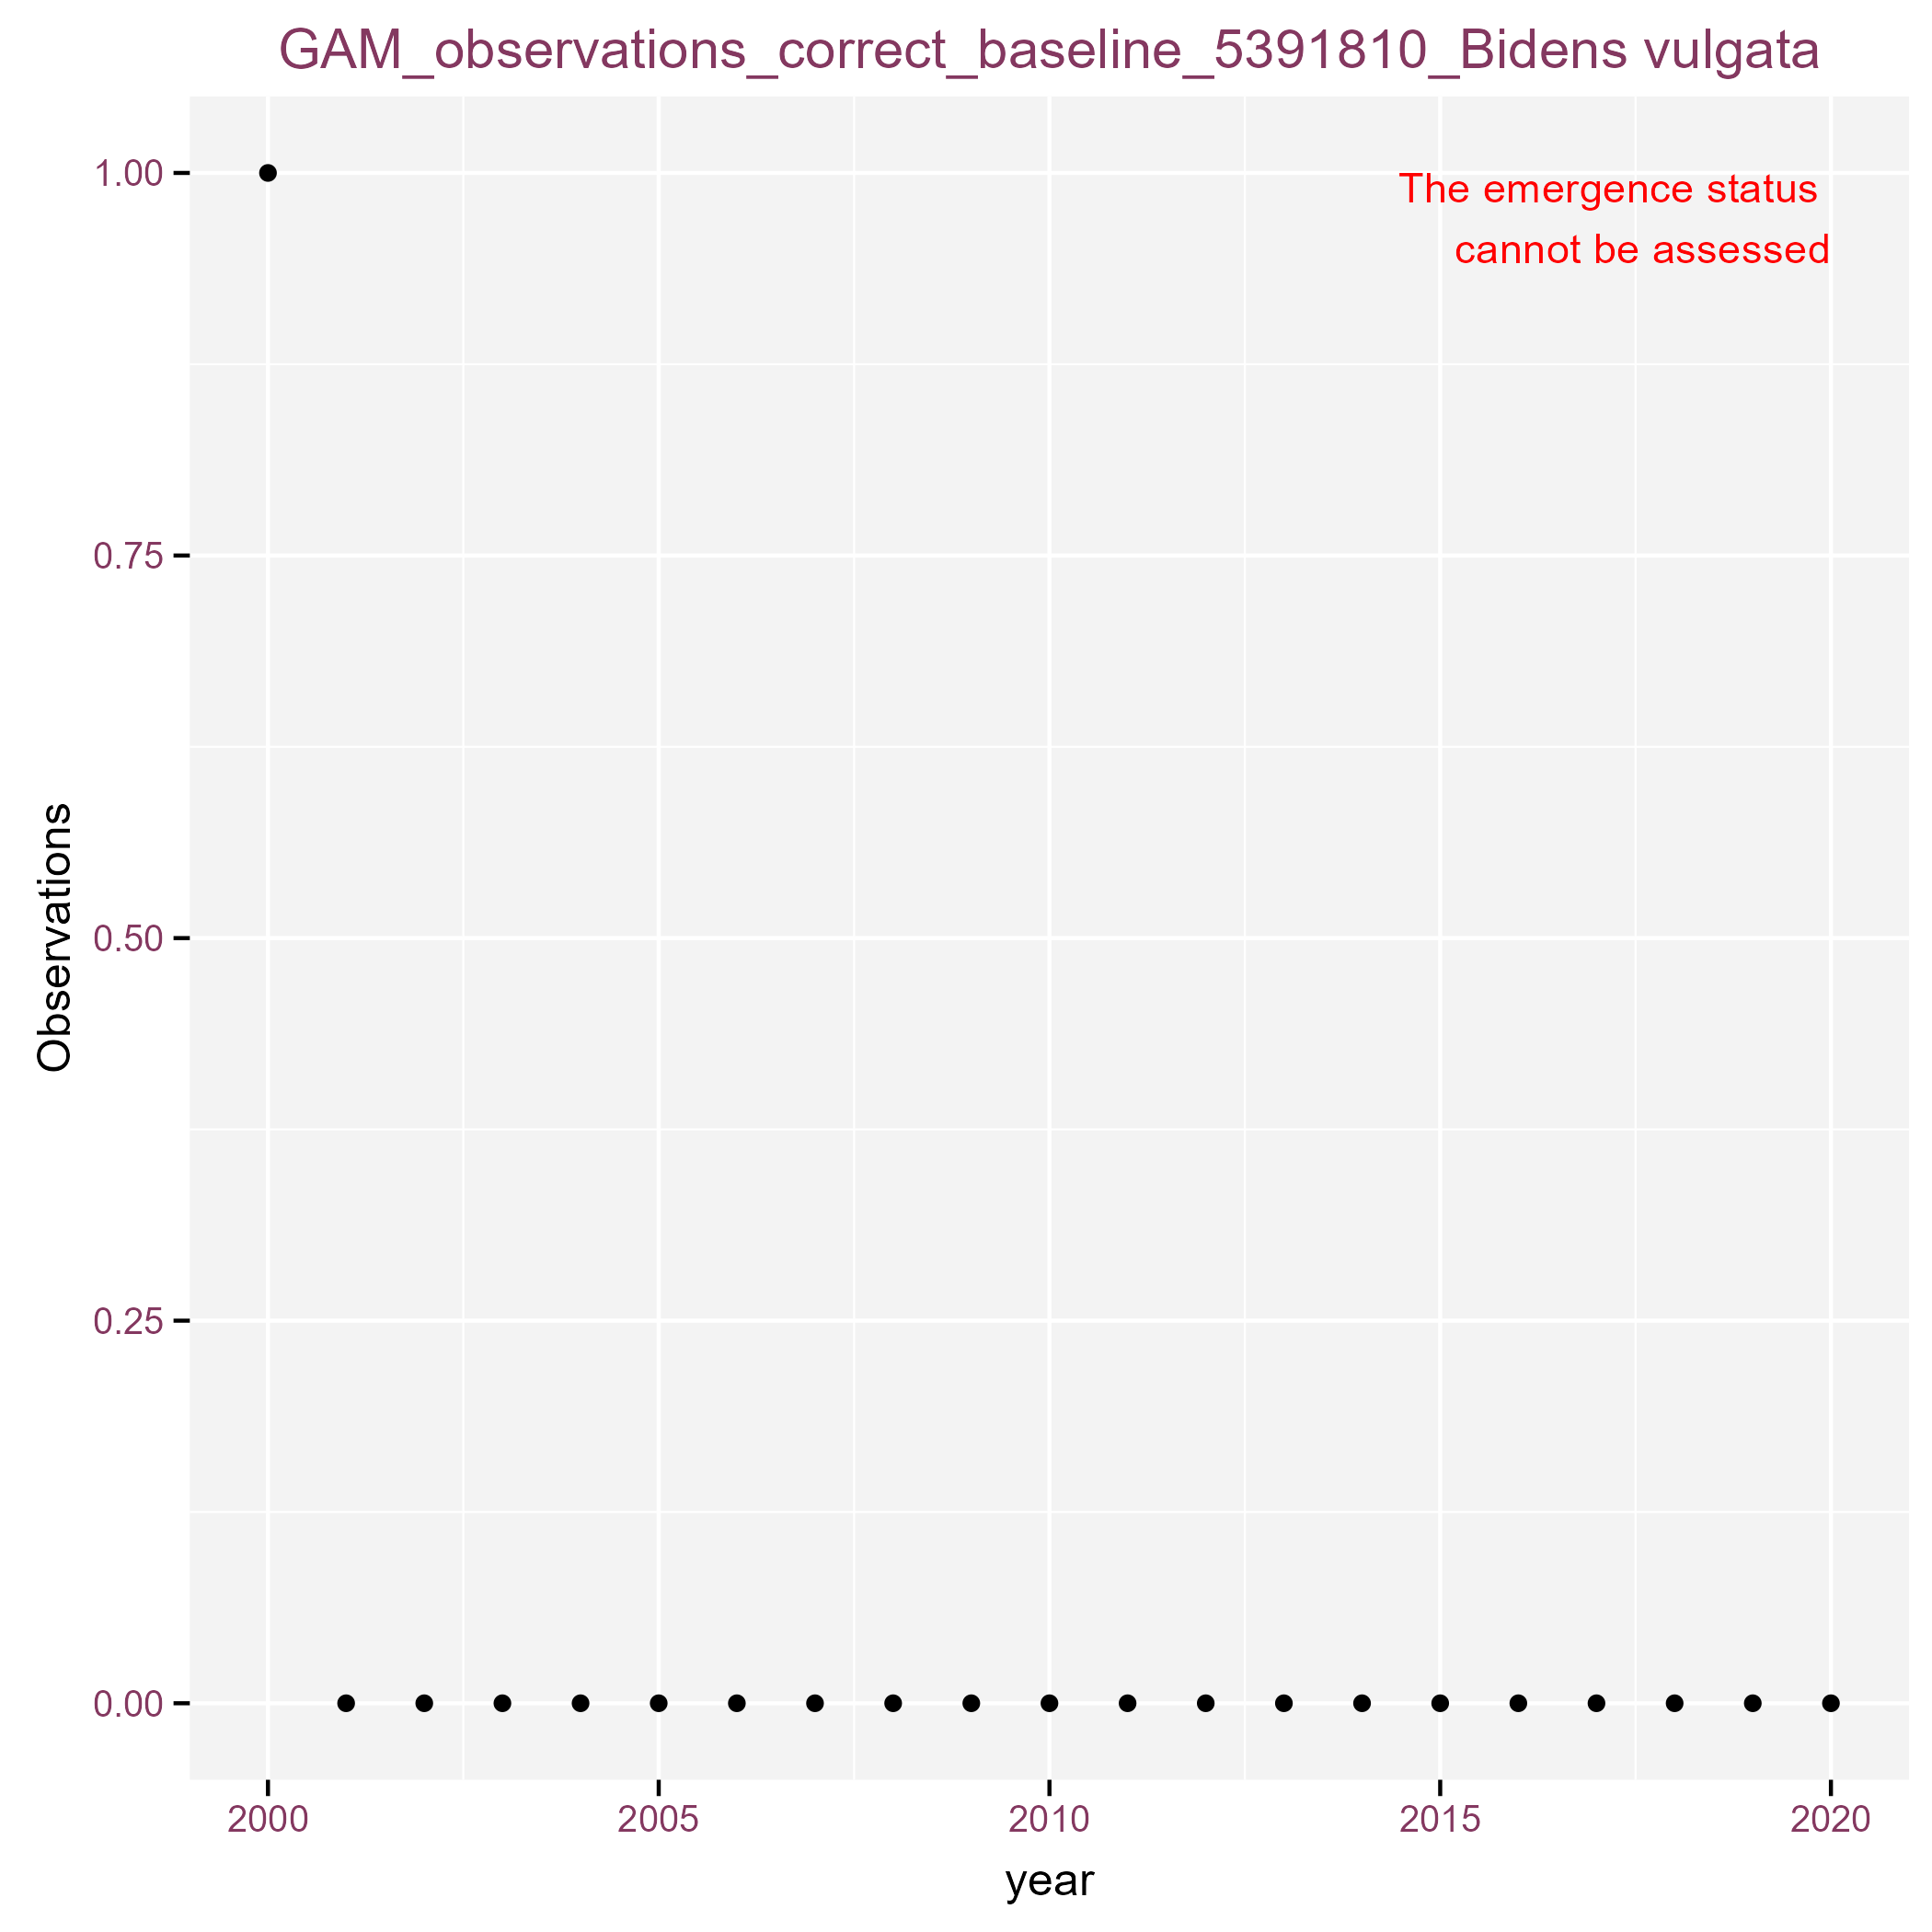 GAM_observations_correct_baseline_5391810_Bidens vulgata
The emergence status
cannot be assessed
1.00
0.75
0.50
0.25
0.00
Observations
2000 2005 2010 2015 2020
year